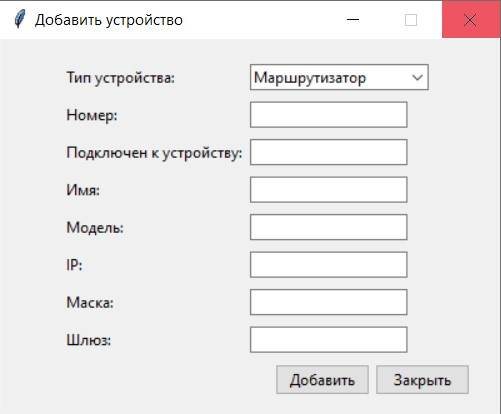 Добавить устройство
Тип устройства: Маршрутизатор
Номер:
Подключен к устройству:
Имя:
Модель:
IP:
Маска:
Шлюз:
Добавить Закрыть